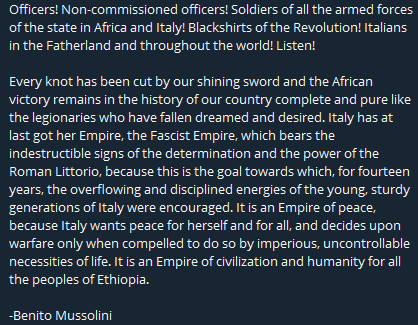 Officers! Non-commissioned officers! Soldiers of all the armed forces
of the state in Africa and Italy! Blackshirts of the Revolution! Italians
in the Fatherland and throughout the world! Listen!
Every knot has been cut by our shining sword and the African
victory remains in the history of our country complete and pure like
the legionaries who have fallen dreamed and desired. Italy has at
last got her Empire, the Fascist Empire, which bears the
indestructible signs of the determination and the power of the
Roman Littorio, because this is the goal towards which, for fourteen
years, the overflowing and disciplined energies of the young, sturdy
generations of Italy were encouraged. It is an Empire of peace,
because Italy wants peace for herself and for all, and decides upon
warfare only when compelled to do so by imperious, uncontrollable
necessities of life. It is an Empire of civilization and humanity for all
the peoples of Ethiopia.
-Benito Mussolini